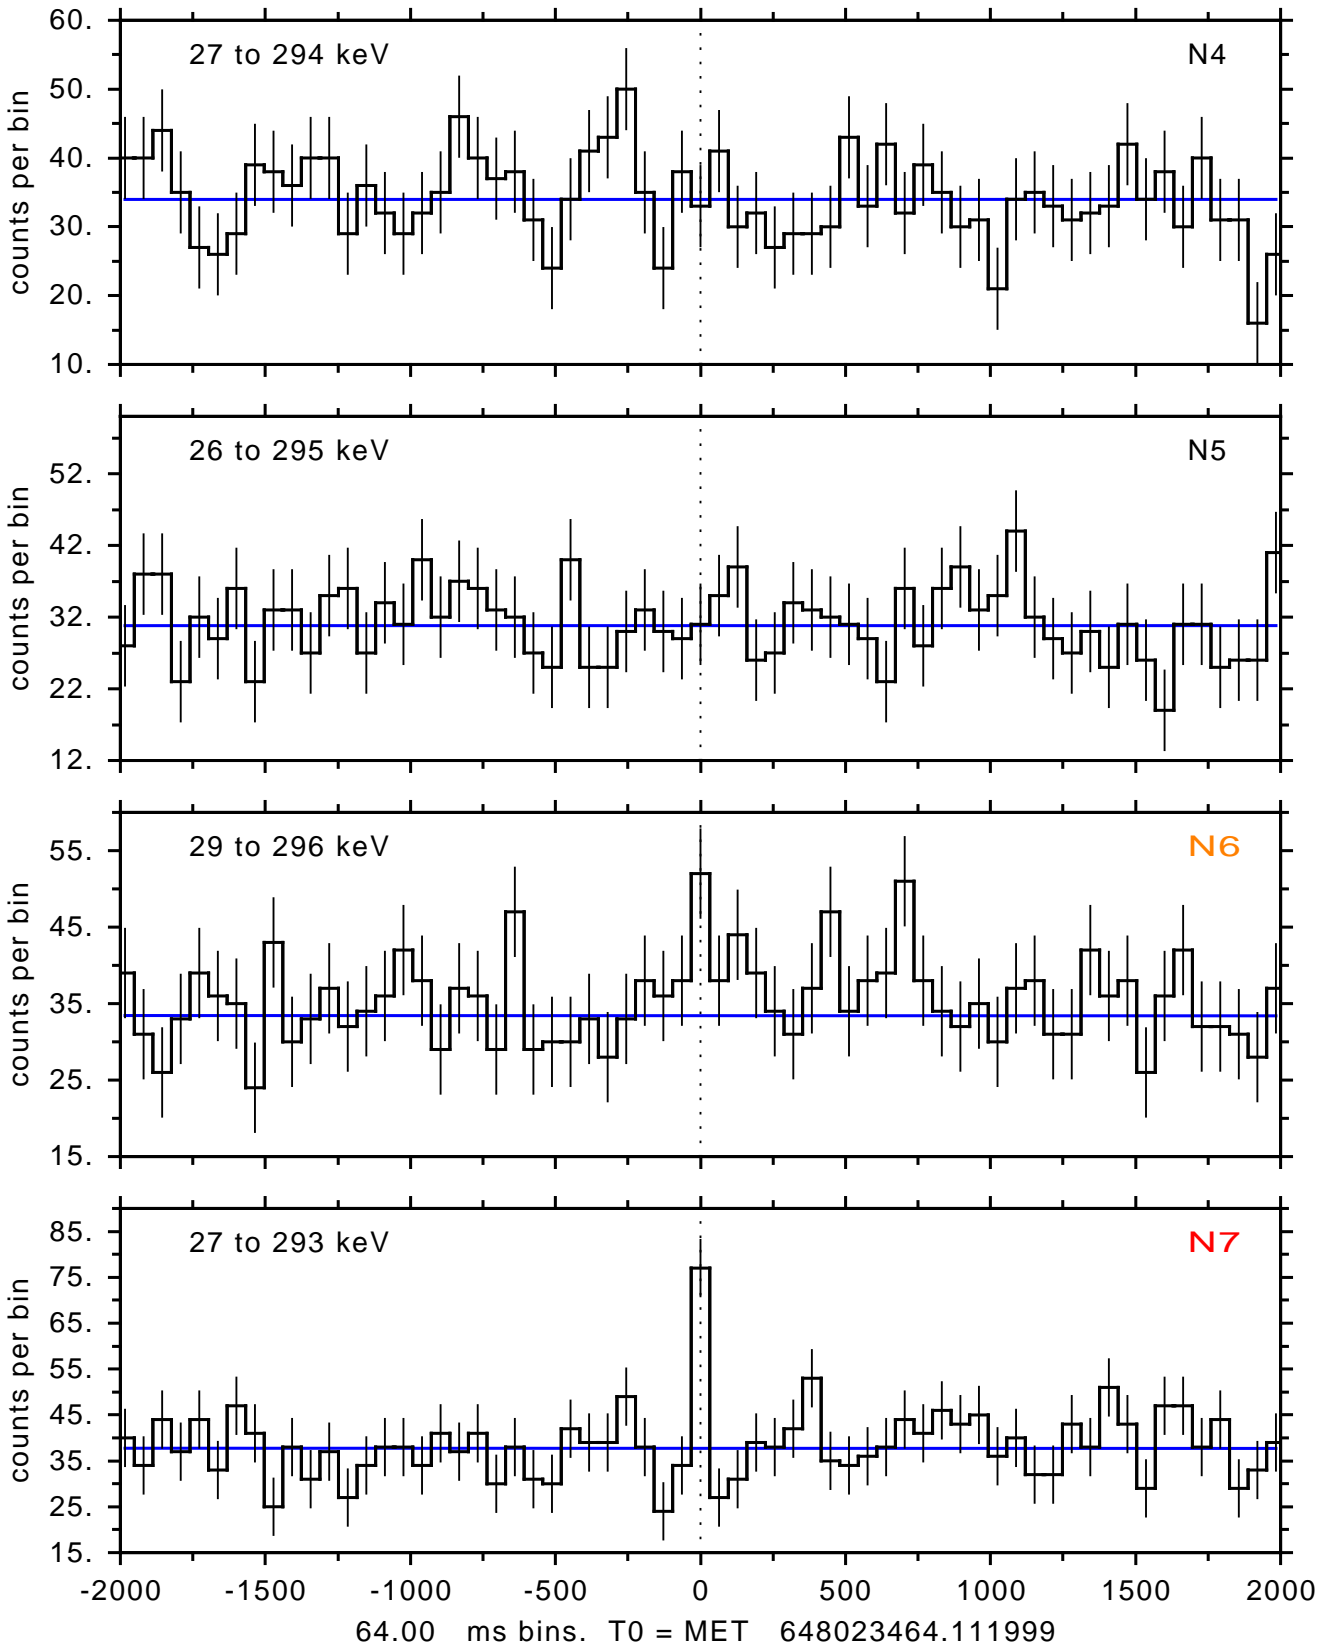 60.
27 to 294 keV
N4
50.
40.
30.
20.
10.
counts per bin
26 to 295 keV
N5
52.
42.
32.
22.
12.
counts per bin
29 to 296 keV
N6
55.
45.
35.
25.
15.
counts per bin
27 to 293 keV
N7
85.
75.
65.
55.
45.
35.
25.
15.
counts per bin
-2000 -1500 -1000 -500 0 500 1000 1500 2000
64.00 ms bins. T0 = MET 648023464.111999